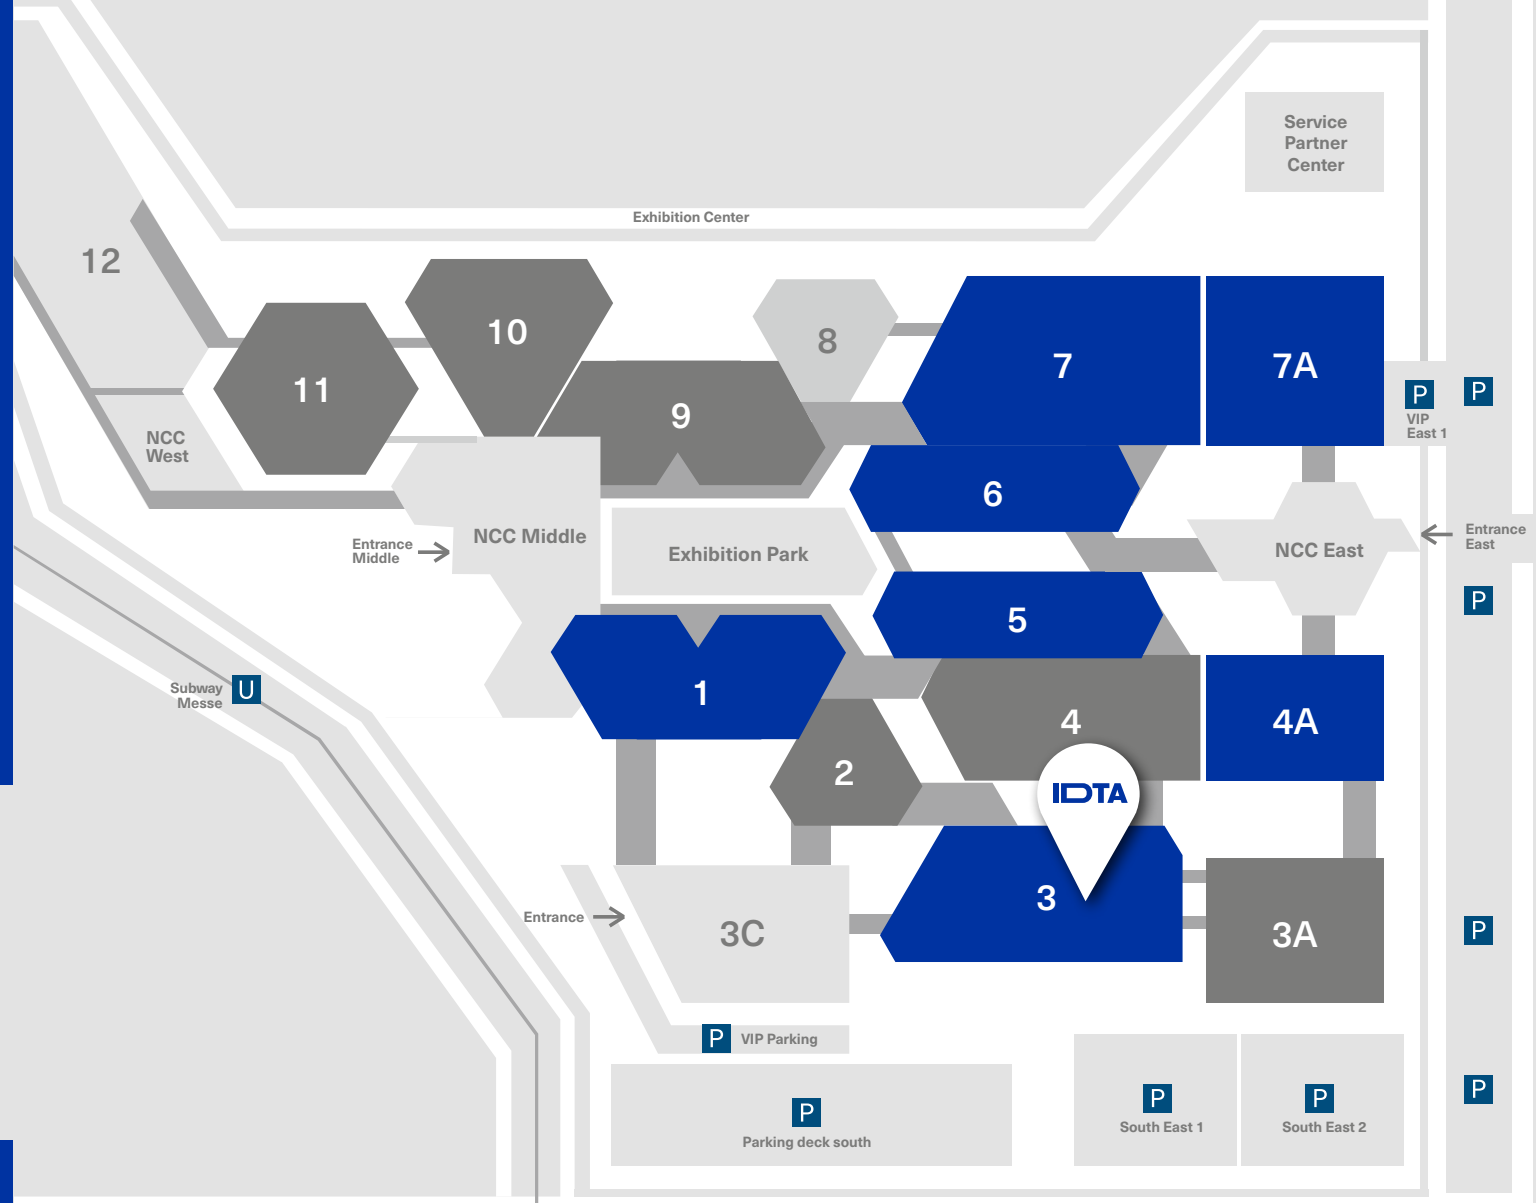 Service
Partner
Center
Exhibition Center
12
10
8
7
7A
11
9
P
P
VIP
East 1
NCC
West
6
Entrance
Middle
NCC Middle
Exhibition Park
NCC East
Entrance
East
P
5
Subway
Messe
U
1
4
4A
2
IDTA
3
Entrance
3C
3A
P
P
VIP Parking
P
Parking deck south
P
South East 1
P
South East 2
P